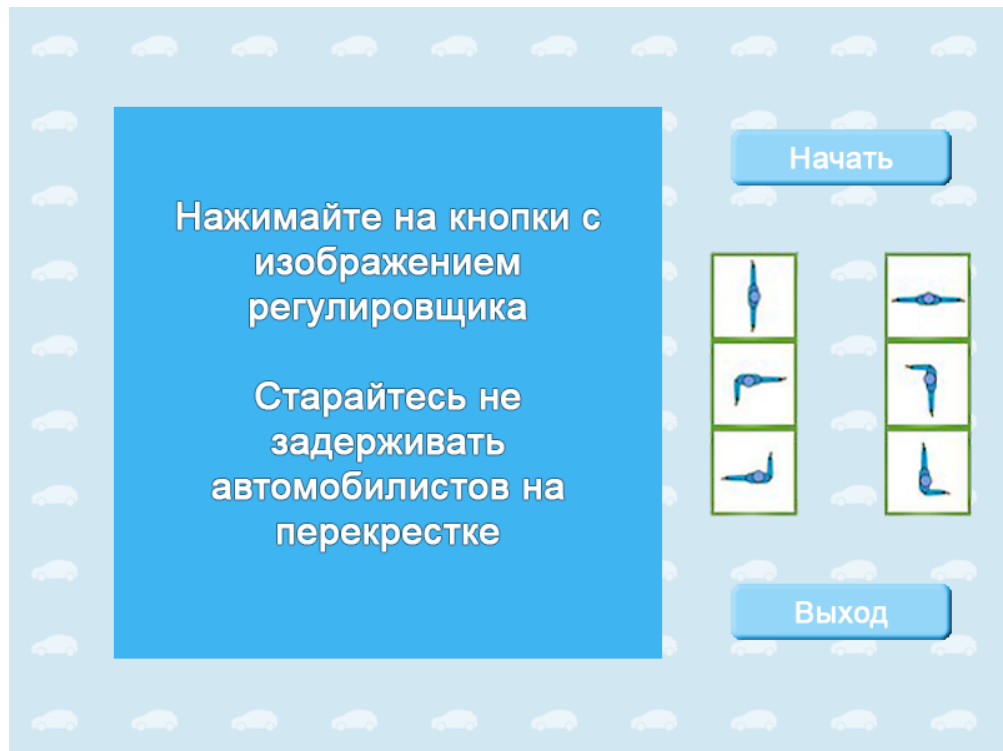 Нажимайте на кнопки с
изображением
регулировщика
Старайтесь не
задерживать
автомобилистов на
перекрестке
Начать
Выход